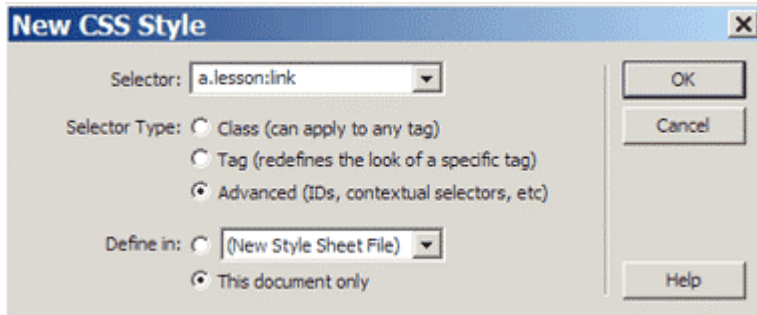 New CSS Style
Selector: a.lesson:link
OK
Selector Type: Class (can apply to any tag)
Cancel
Tag (redefines the look of a specific tag)
Advanced (IDs, contextual selectors, etc)
Define in: (New Style Sheet File)
This document only
Help